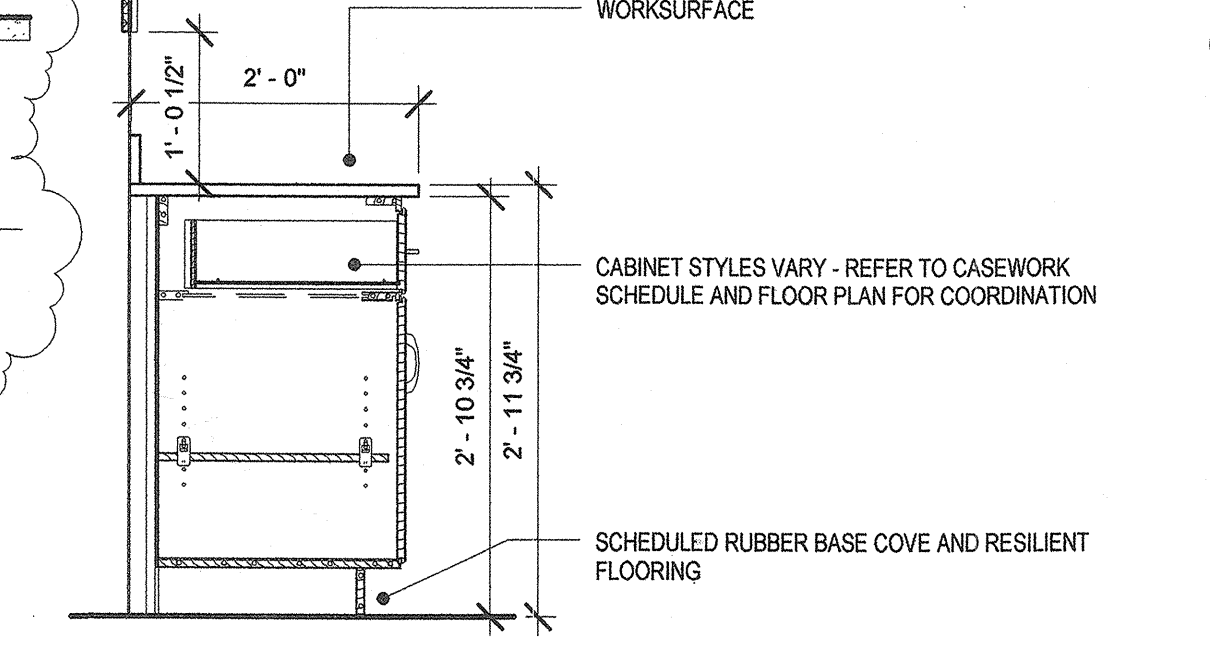 WORKSURFACE
2' - 0"
1' - 0 1/2"
CABINET STYLES VARY - REFER TO CASEWORK
SCHEDULE AND FLOOR PLAN FOR COORDINATION
2' - 10 3/4"
2' - 11 3/4"
SCHEDULED RUBBER BASE COVE AND RESILIENT
FLOORING